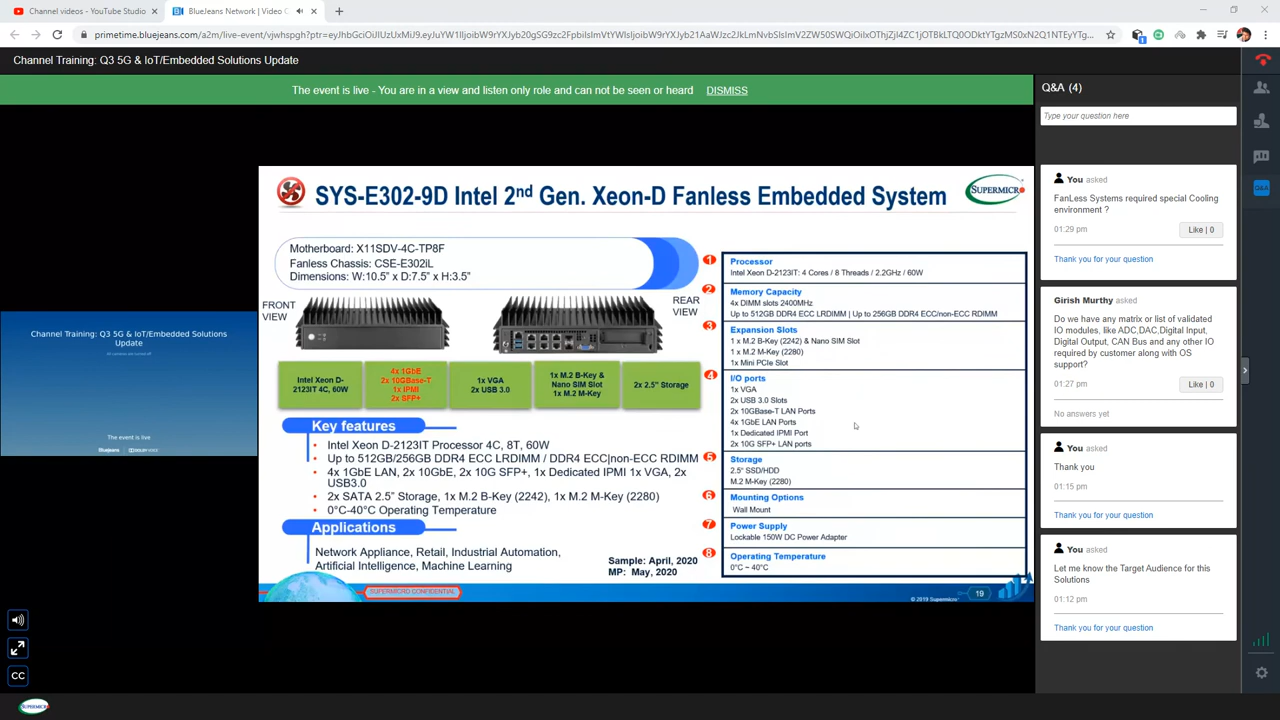 Channel videos - YouTube Studio
BlueJeans Network | Video C
primetime.bluejeans.com/a2m/live-event/vjwhspgh?ptr=
Channel Training: Q3 5G & IoT/Embedded Solutions Update
The event is live - You are in a view and listen only role and can not be seen or heard DISMISS
Channel Training: Q3 5G & IoT/Embedded Solutions
Update
All cameras are turned off
The event is live
BlueJeans
DOLBY VOICE
CC
SUPERMICR
SYS-E302-9D Intel 2nd Gen. Xeon-D Fanless Embedded System
SUPERMICR
Motherboard: X11SDV-4C-TP8F
Fanless Chassis: CSE-E302iL
Dimensions: W:10.5" x D:7.5" x H:3.5"
FRONT
VIEW
REAR
VIEW
Intel Xeon D-
2123IT 4C, 60W
4x 1GbE
2x 10GBase-T
1x IPMI
2x SFP+
1x VGA
2x USB 3.0
1x M.2 B-Key &
Nano SIM Slot
1x M.2 M-Key
2x 2.5" Storage
Key features
• Intel Xeon D-2123IT Processor 4C, 8T, 60W
• Up to 512GB/256GB DDR4 ECC LRDIMM / DDR4 ECC|non-ECC RDIMM
• 4x 1GbE LAN, 2x 10GbE, 2x 10G SFP+, 1x Dedicated IPMI 1x VGA, 2x
USB3.0
• 2x SATA 2.5" Storage, 1x M.2 B-Key (2242), 1x M.2 M-Key (2280)
• 0°C-40°C Operating Temperature
Applications
Network Appliance, Retail, Industrial Automation,
Artificial Intelligence, Machine Learning
Sample: April, 2020
MP: May, 2020
1
Processor
Intel Xeon D-2123IT: 4 Cores / 8 Threads / 2.2GHz / 60W
2
Memory Capacity
4x DIMM slots 2400MHz
Up to 512GB DDR4 ECC LRDIMM | Up to 256GB DDR4 ECC/non-ECC RDIMM
3
Expansion Slots
1 x M.2 B-Key (2242) & Nano SIM Slot
1 x M.2 M-Key (2280)
1x Mini PCIe Slot
4
I/O ports
1x VGA
2x USB 3.0 Slots
2x 10GBase-T LAN Ports
4x 1GbE LAN Ports
1x Dedicated IPMI Port
2x 10G SFP+ LAN ports
5
Storage
2.5" SSD/HDD
M.2 M-Key (2280)
6
Mounting Options
Wall Mount
7
Power Supply
Lockable 150W DC Power Adapter
8
Operating Temperature
0°C ~ 40°C
SUPERMICRO CONFIDENTIAL
© 2019 Supermicro
19
Q&A (4)
Type your question here
You asked
FanLess Systems required special Cooling
environment ?
01:29 pm
Like | 0
Thank you for your question
Girish Murthy asked
Do we have any matrix or list of validated
IO modules, like ADC,DAC,Digital Input,
Digital Output, CAN Bus and any other IO
required by customer along with OS
support?
01:27 pm
Like | 0
No answers yet
You asked
Thank you
01:15 pm
Thank you for your question
You asked
Let me know the Target Audience for this
Solutions
01:12 pm
Thank you for your question
Q&A